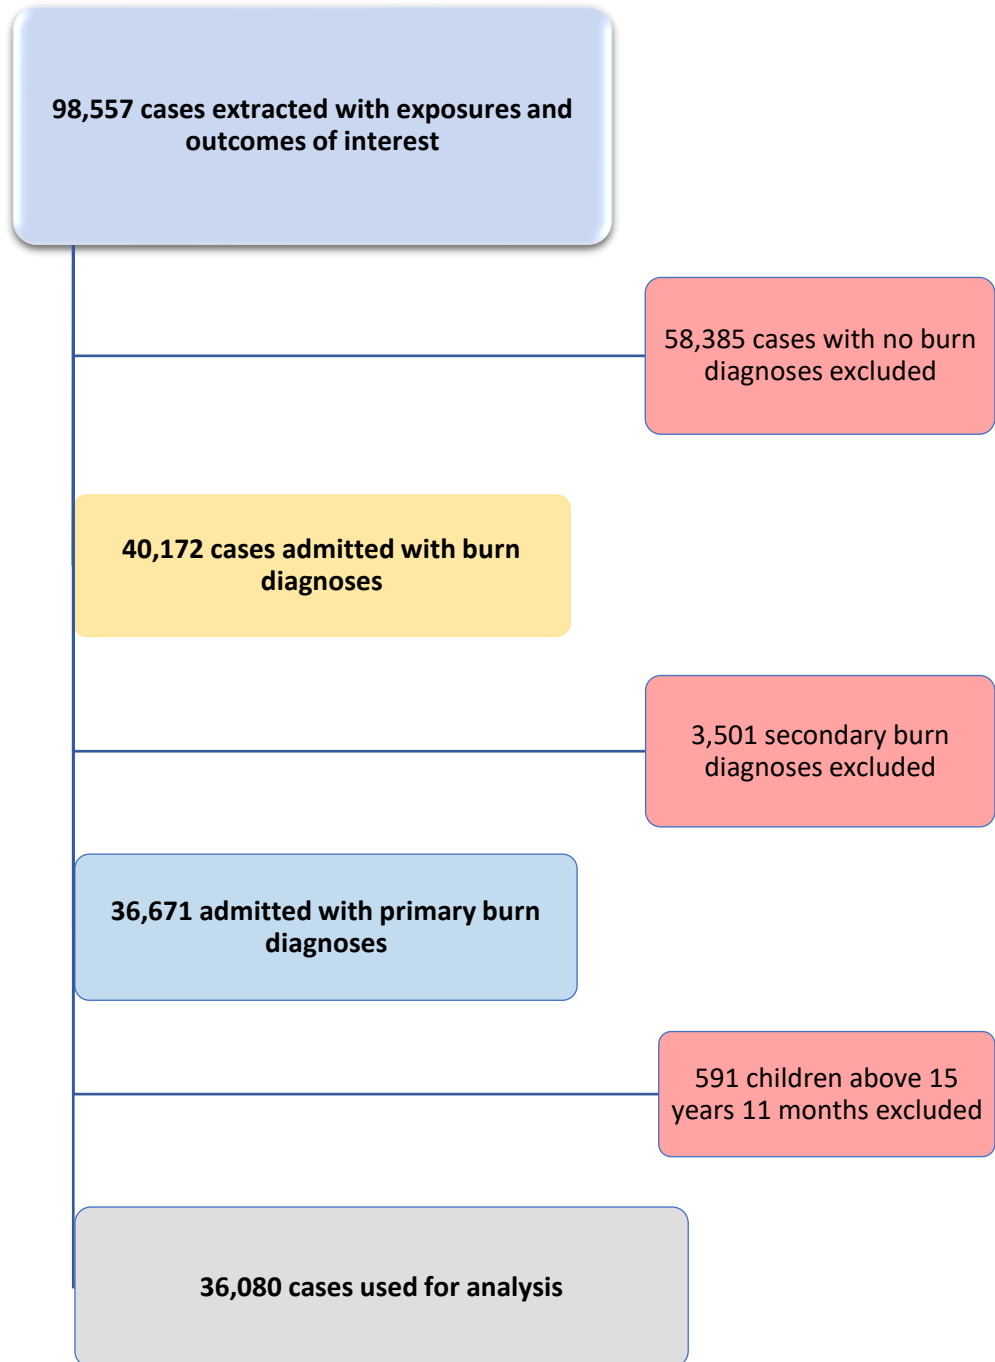 98,557 cases extracted with exposures and
outcomes of interest
58,385 cases with no burn
diagnoses excluded
40,172 cases admitted with burn
diagnoses
3,501 secondary burn
diagnoses excluded
36,671 admitted with primary burn
diagnoses
591 children above 15
years 11 months excluded
36,080 cases used for analysis